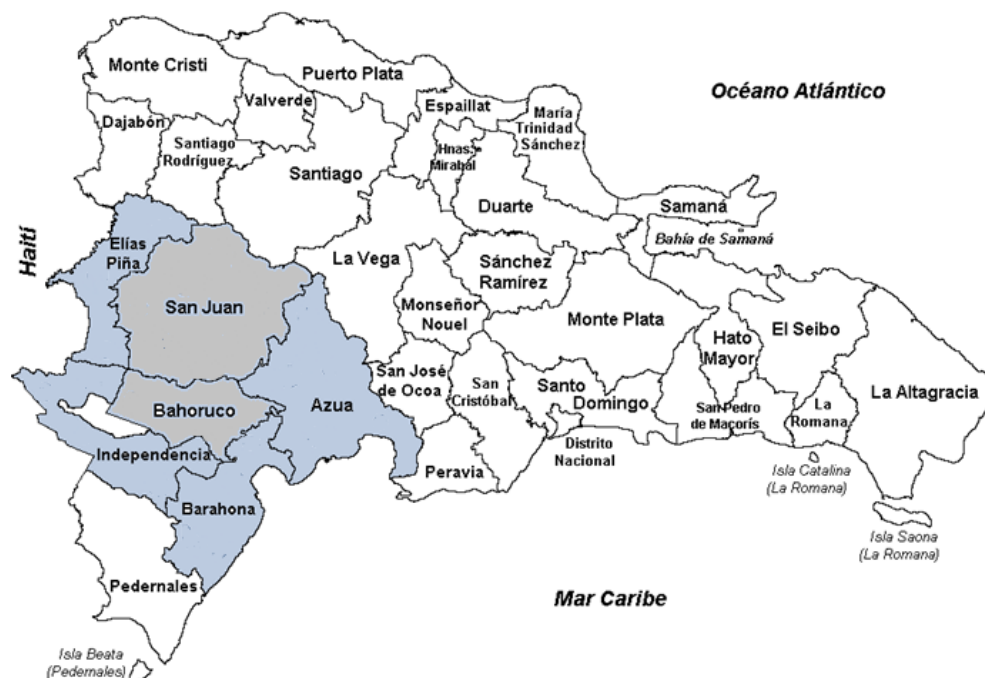 Monte Cristi
Puerto Plata
Océano Atlántico
Valverde
Espaillat
María
Trinidad
Sánchez
Dajabón
Santiago
Rodríguez
Hnas.
Mirabal
Santiago
Duarte
Samaná
Bahía de Samaná
Haití
Elías
Piña
La Vega
Sánchez
Ramírez
San Juan
Monseñor
Nouel
Monte Plata
Hato
Mayor
El Seibo
San José
de Ocoa
San
Cristóbal
Santo
Domingo
La Altagracia
Bahoruco
Azua
San Pedro
de Macorís
La
Romana
Independencia
Peravia
Distrito
Nacional
Isla Catalina
(La Romana)
Barahona
Isla Saona
(La Romana)
Pedernales
Mar Caribe
Isla Beata
(Pedernales)